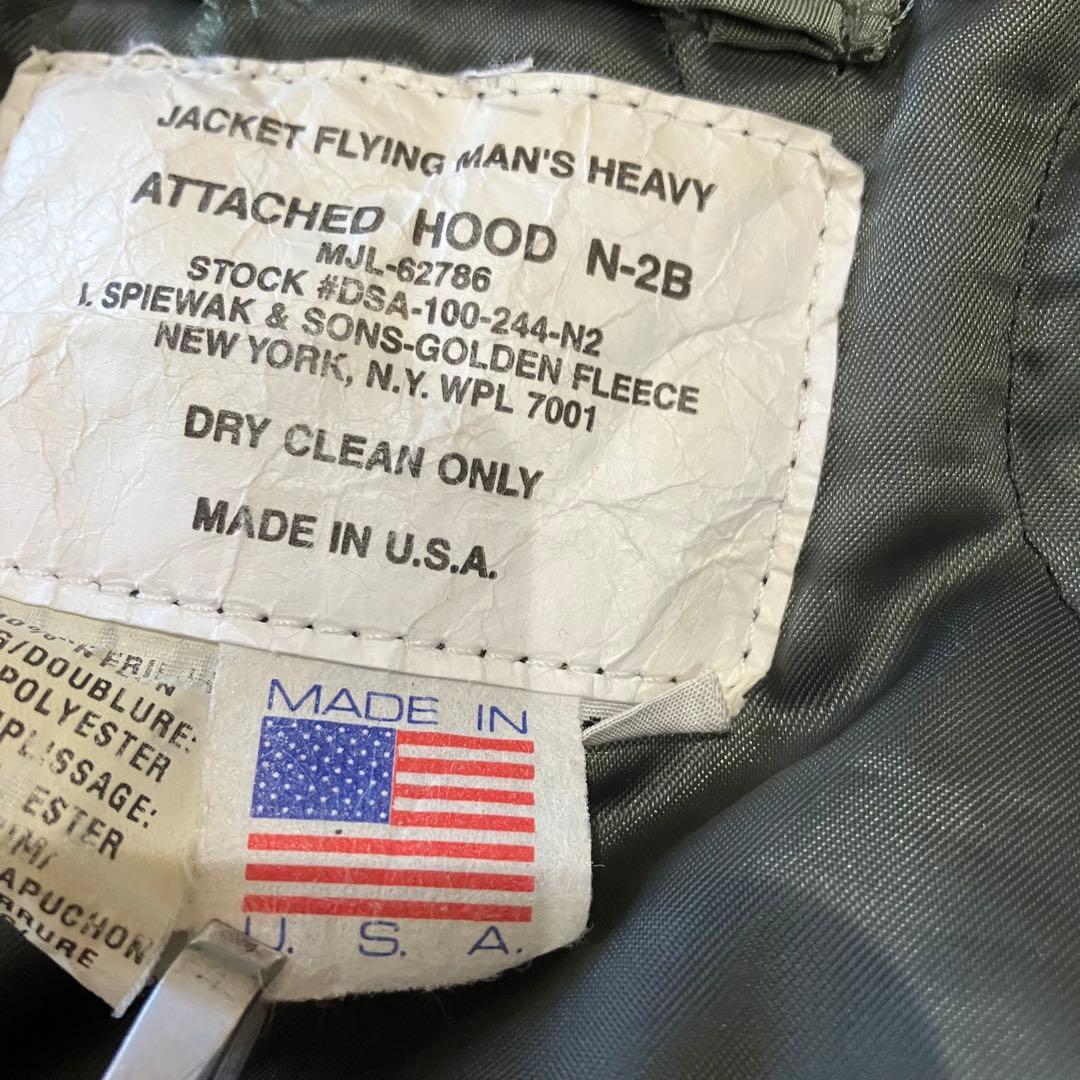 JACKET FLYING MAN'S HEAVY
ATTACHED HOOD N-2B
MJL-62786
STOCK #DSA-100-244-N2
I. SPIEWAK & SONS-GOLDEN FLEECE
NEW YORK, N.Y. WPL 7001
DRY CLEAN ONLY
MADE IN U.S.A.
G/DOUBLURE:
POLYESTER
PLISSAGE:
ESTER
APUCHON
RRURE
MADE IN
U. S. A.